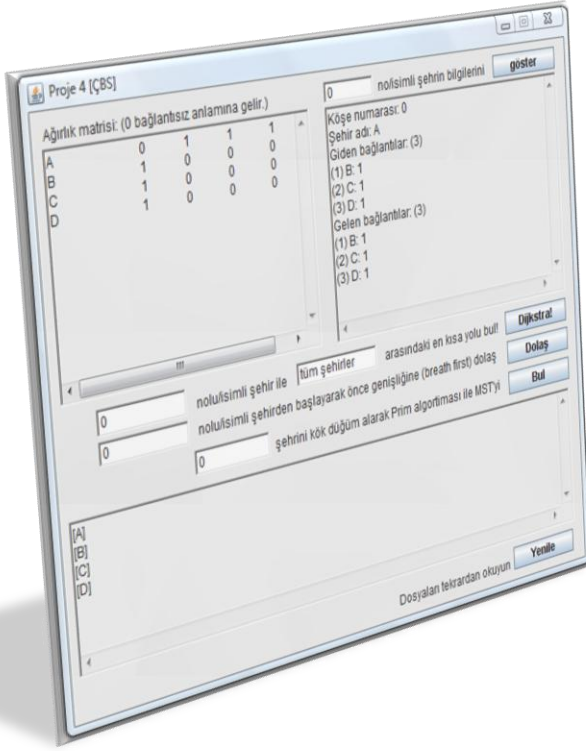 Proje 4 [ÇBS]
Ağırlık matrisi: (0 bağlantısız anlamına gelir.)
A 0 1 1 1
B 1 0 0 0
C 1 0 0 0
D 1 0 0 0
0 no/isimli şehrin bilgilerini göster
Köşe numarası: 0
Şehir adı: A
Giden bağlantılar: (3)
(1) B: 1
(2) C: 1
(3) D: 1
Gelen bağlantılar: (3)
(1) B: 1
(2) C: 1
(3) D: 1
0 nolu/isimli şehir ile tüm şehirler arasındaki en kısa yolu bul! Dijkstra!
0 nolu/isimli şehirden başlayarak önce genişliğine (breath first) dolaş Dolaş
0 şehrini kök düğüm alarak Prim algortiması ile MST'yi Bul
[A]
[B]
[C]
[D]
Dosyaları tekrardan okuyun Yenile